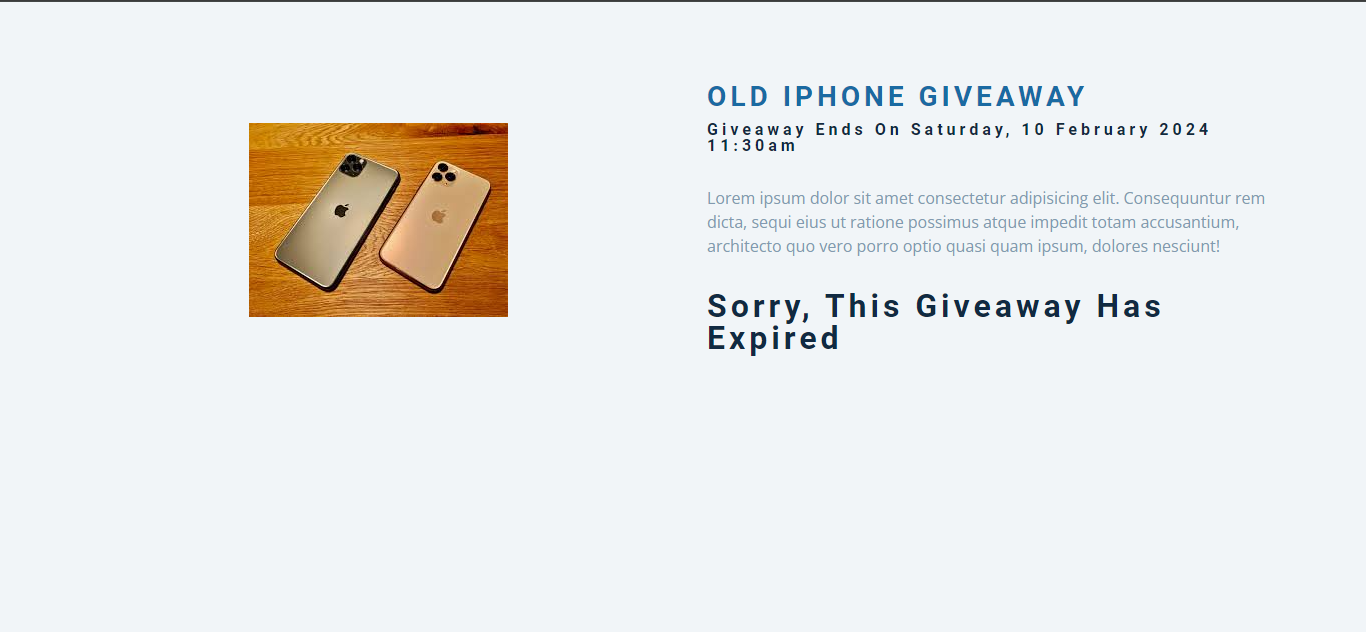 OLD IPHONE GIVEAWAY
Giveaway Ends On Saturday, 10 February 2024
11:30am
Lorem ipsum dolor sit amet consectetur adipisicing elit. Consequuntur rem
dicta, sequi eius ut ratione possimus atque impedit totam accusantium,
architecto quo vero porro optio quasi quam ipsum, dolores nesciunt!
Sorry, This Giveaway Has
Expired